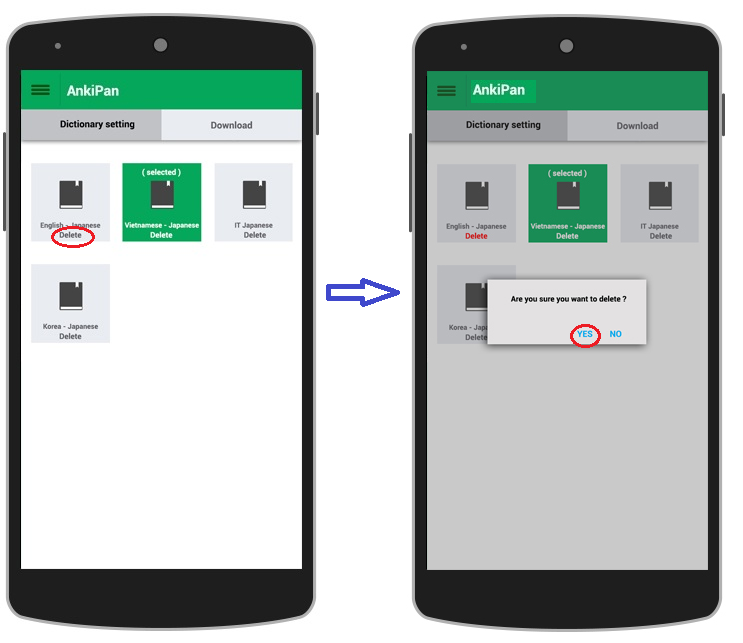 AnkiPan
Dictionary setting
Download
English - Japanese
Delete
( selected )
Vietnamese - Japanese
Delete
IT Japanese
Delete
Korea - Japanese
Delete
AnkiPan
Dictionary setting
Download
English - Japanese
Delete
( selected )
Vietnamese - Japanese
Delete
IT Japanese
Delete
Korea - Japa
Delete
Are you sure you want to delete ?
YES
NO